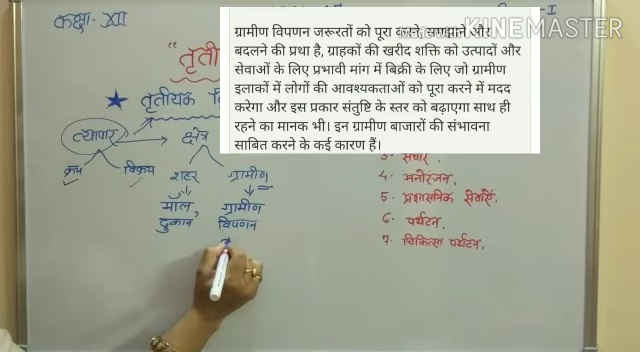 कक्षा- XII
-I
MADE WITH KINEMASTER
"तृती
ग्रामीण विपणन जरूरतों को पूरा करने, समझाने और
बदलने की प्रथा है, ग्राहकों की खरीद शक्ति को उत्पादों और
सेवाओं के लिए प्रभावी मांग में बिक्री के लिए जो ग्रामीण
इलाकों में लोगों की आवश्यकताओं को पूरा करने में मदद
करेगा और इस प्रकार संतुष्टि के स्तर को बढ़ाएगा साथ ही
रहने का मानक भी। इन ग्रामीण बाजारों की संभावना
साबित करने के कई कारण हैं।
★ तृतीयक
व्यापार
क्षेत्र
क्रय
विक्रय
शहर
ग्रामीण
मॉल,
दुकान
ग्रामीण
विपणन
3. संचार,
4. मनोरंजन,
5. प्रशासनिक सेवाएँ,
6. पर्यटन,
7. चिकित्सा पर्यटन,